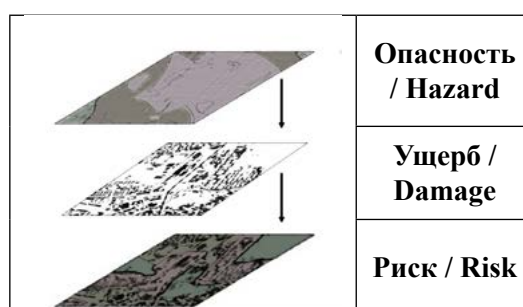 Опасность
/ Hazard
Ущерб /
Damage
Риск / Risk